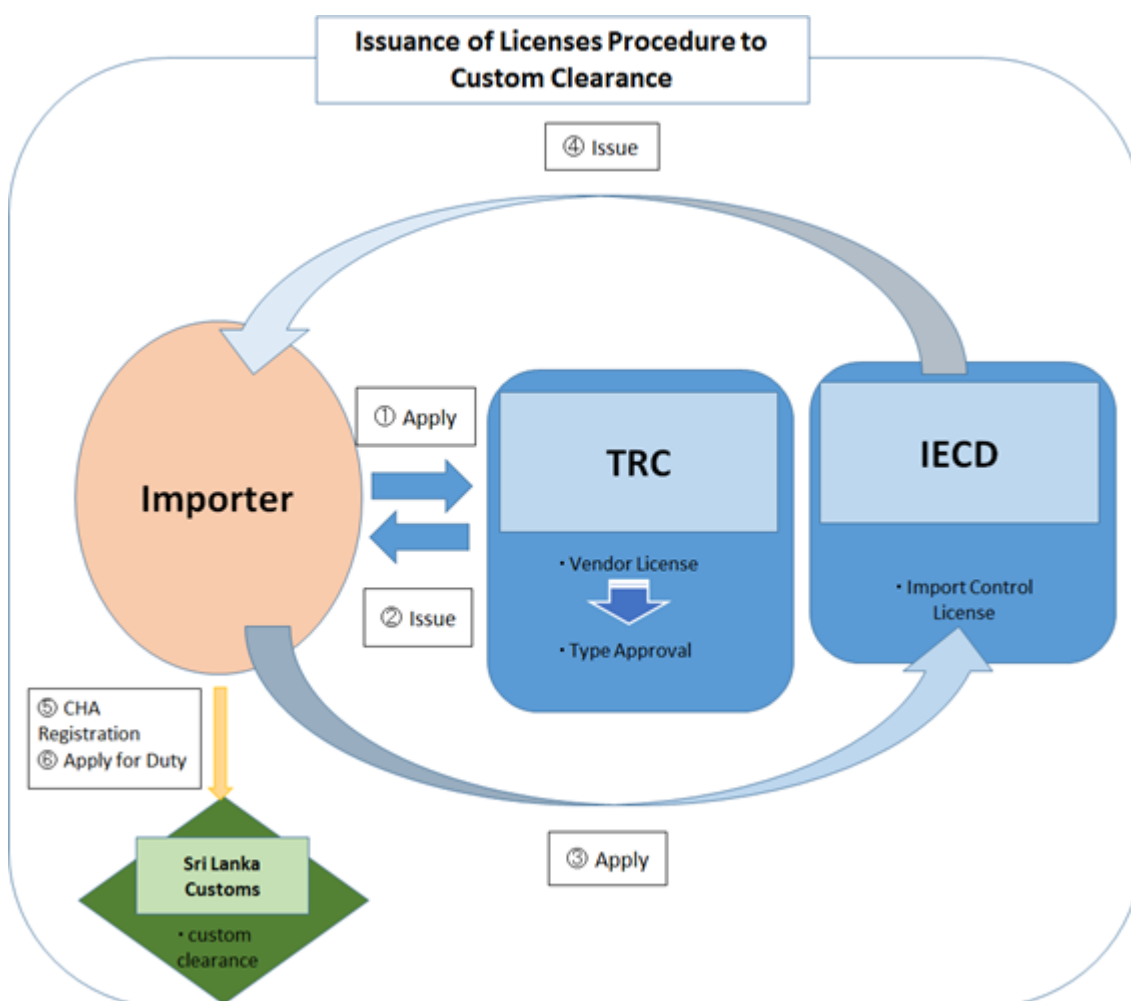 Issuance of Licenses Procedure to
Custom Clearance
④ Issue
① Apply
TRC
IECD
Importer
・Vendor License
② Issue
・Import Control
License
・Type Approval
⑤ CHA
Registration
⑥ Apply for Duty
③ Apply
Sri Lanka
Customs
・custom
clearance